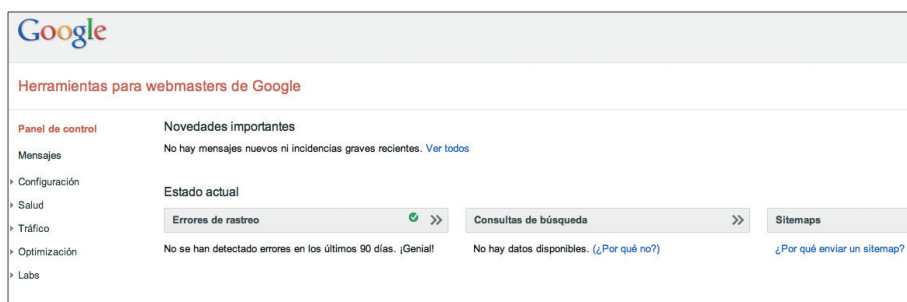 Google
Herramientas para webmasters de Google
Panel de control
Mensajes
Configuración
Salud
Tráfico
Optimización
Labs
Novedades importantes
No hay mensajes nuevos ni incidencias graves recientes. Ver todos
Estado actual
Errores de rastreo
No se han detectado errores en los últimos 90 días. ¡Genial!
Consultas de búsqueda
No hay datos disponibles. (¿Por qué no?)
Sitemaps
¿Por qué enviar un sitemap?